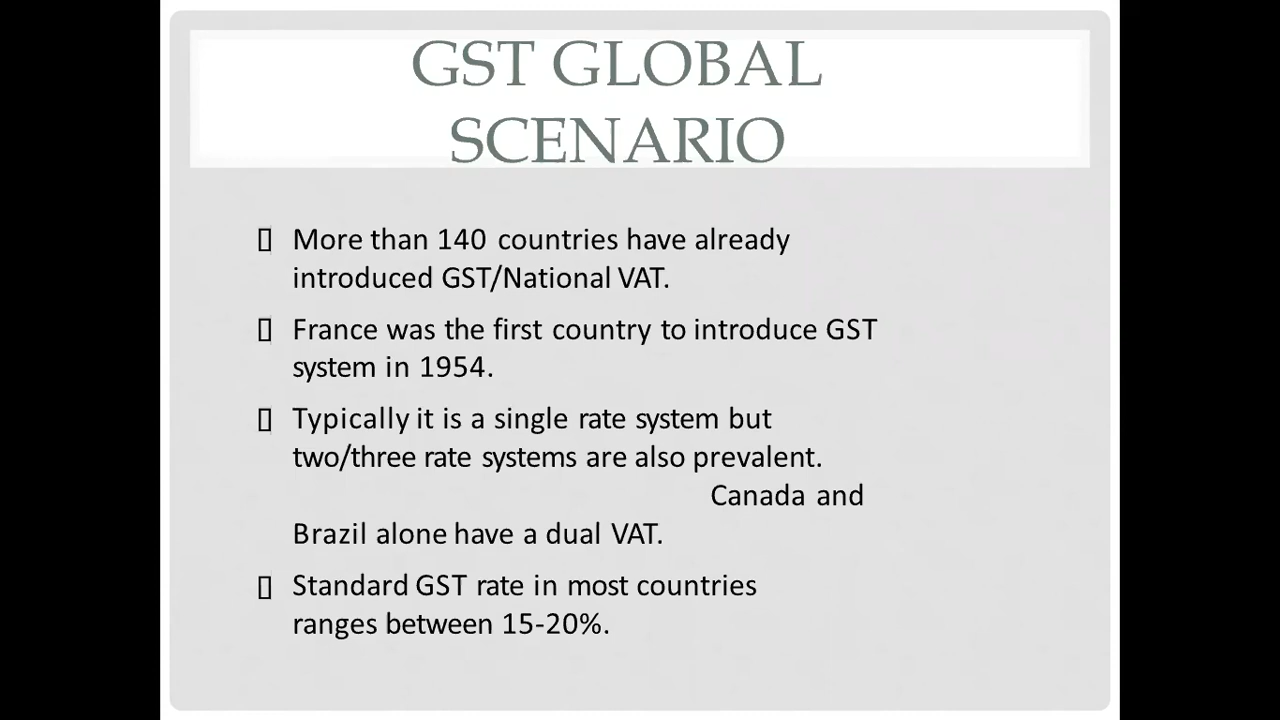 GST GLOBAL
SCENARIO
More than 140 countries have already
introduced GST/National VAT.
France was the first country to introduce GST
system in 1954.
Typically it is a single rate system but
two/three rate systems are also prevalent.
Canada and
Brazil alone have a dual VAT.
Standard GST rate in most countries
ranges between 15-20%.